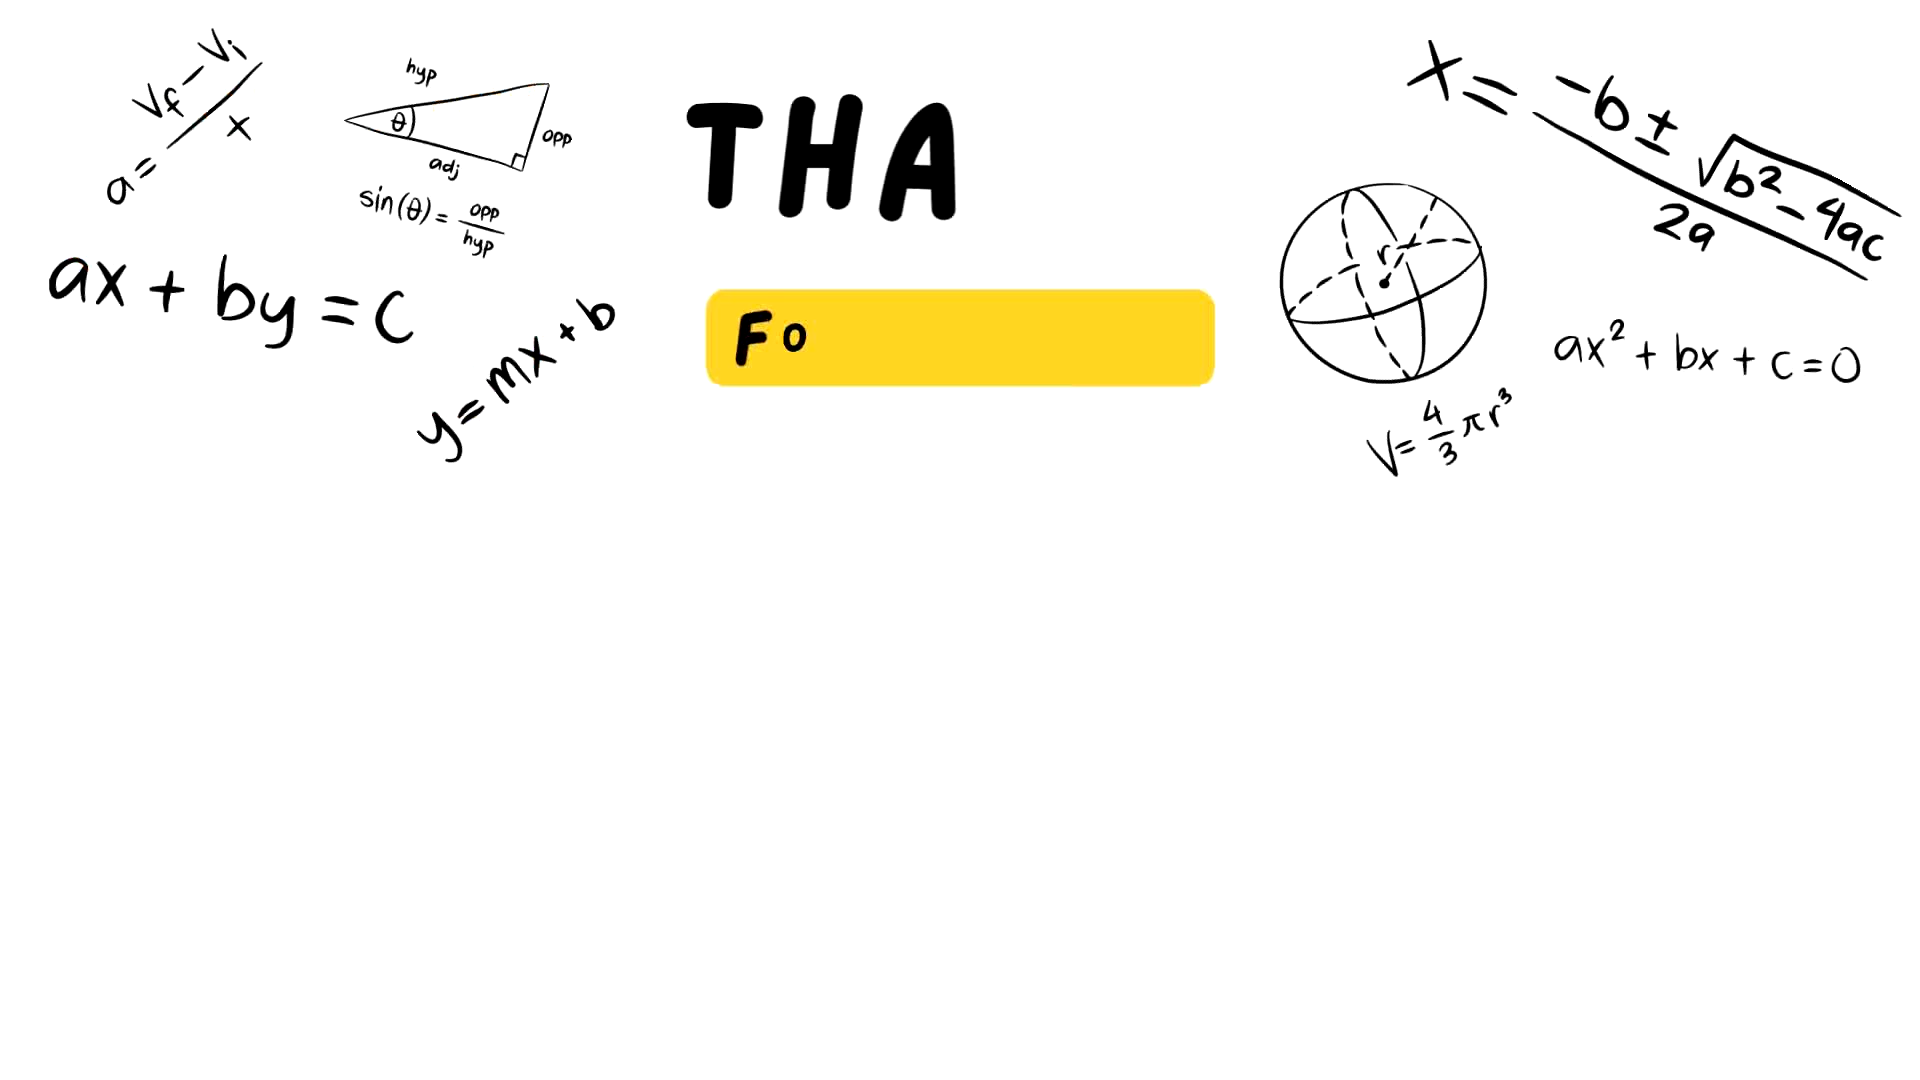 a = (Vf - Vi) / x
hyp
θ
opp
adj
sin(θ) = opp / hyp
ax + by = c
y = mx + b
THA
Fo
x = (-b ± √(b² - 4ac)) / 2a
r
V = 4/3 πr³
ax² + bx + c = 0